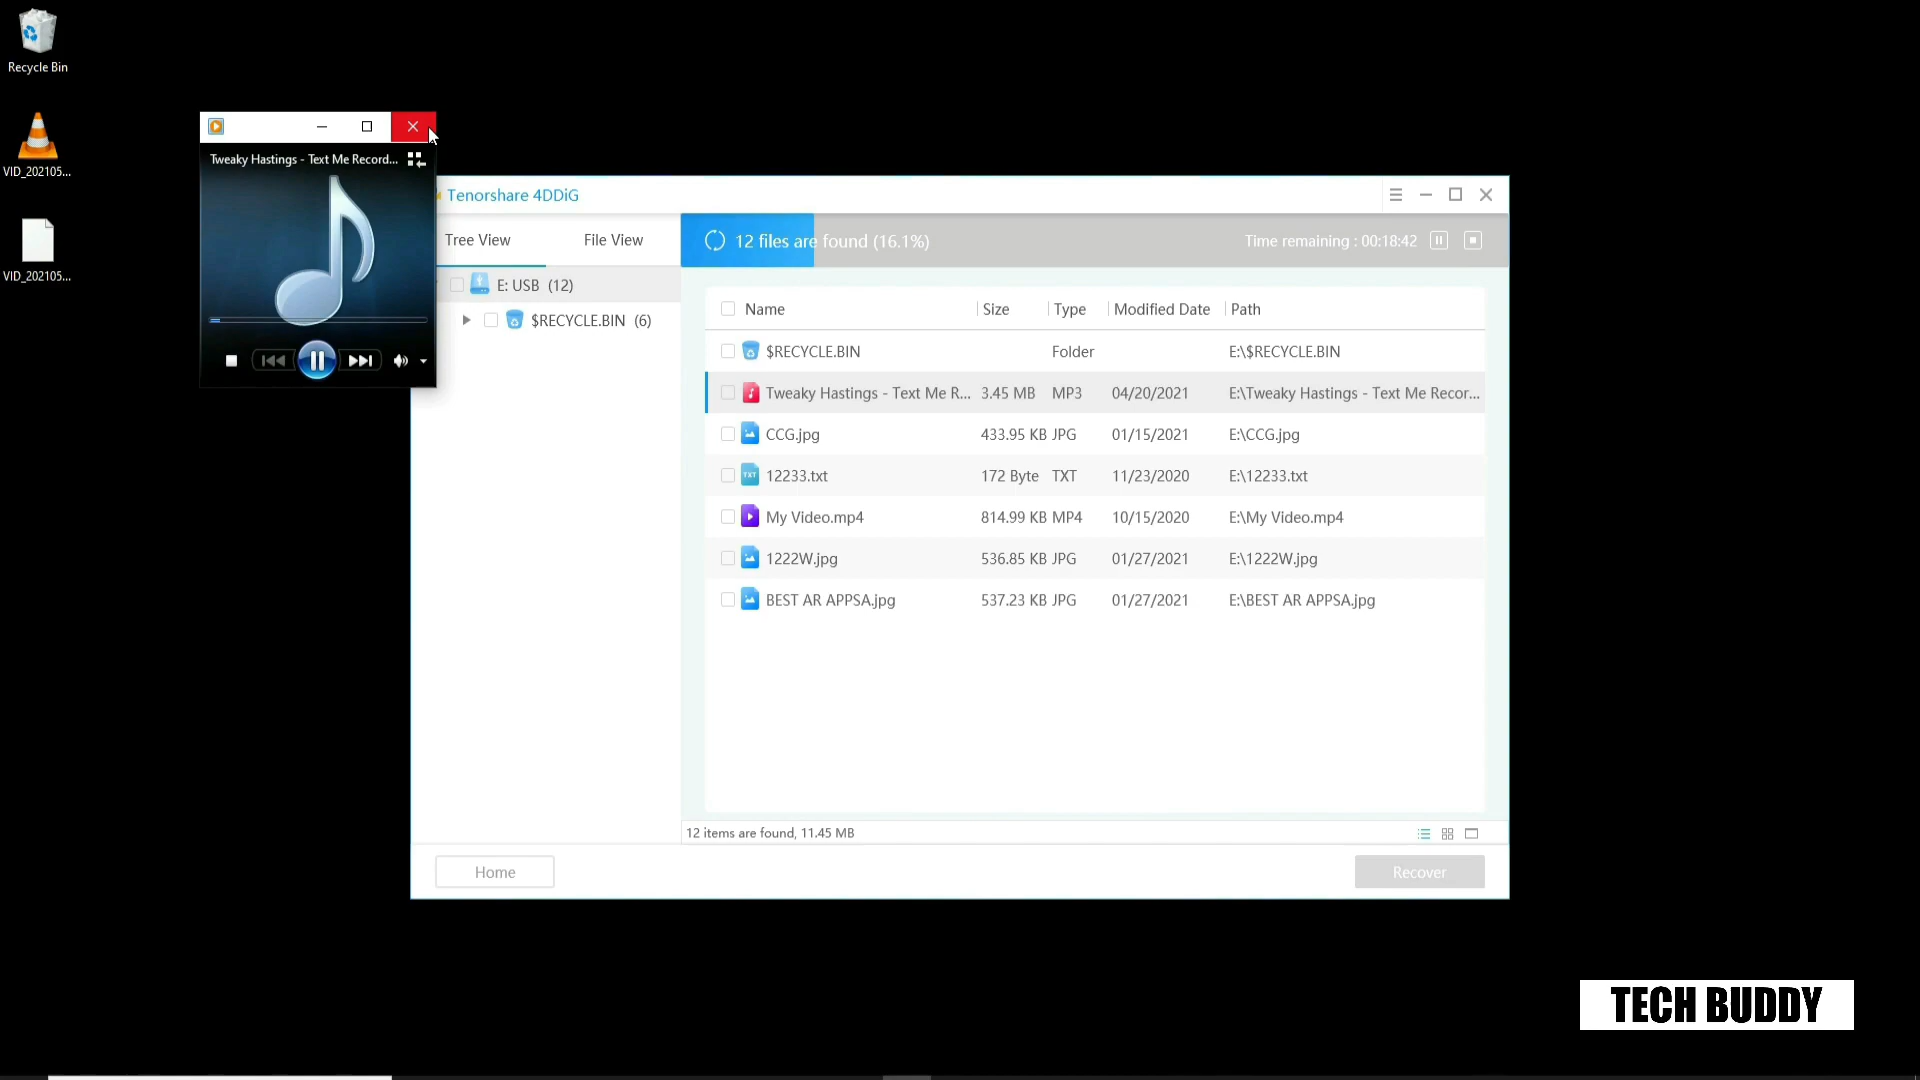 Recycle Bin
VID_202105...
VID_202105...
Tweaky Hastings - Text Me Record...
Tenorshare 4DDiG
Tree View File View
12 files are found (16.1%) Time remaining : 00:18:42
E: USB (12)
$RECYCLE.BIN (6)
Name Size Type Modified Date Path
$RECYCLE.BIN Folder E:\$RECYCLE.BIN
Tweaky Hastings - Text Me R... 3.45 MB MP3 04/20/2021 E:\Tweaky Hastings - Text Me Recor...
CCG.jpg 433.95 KB JPG 01/15/2021 E:\CCG.jpg
TXT 12233.txt 172 Byte TXT 11/23/2020 E:\12233.txt
My Video.mp4 814.99 KB MP4 10/15/2020 E:\My Video.mp4
1222W.jpg 536.85 KB JPG 01/27/2021 E:\1222W.jpg
BEST AR APPSA.jpg 537.23 KB JPG 01/27/2021 E:\BEST AR APPSA.jpg
12 items are found, 11.45 MB
Home Recover
TECH BUDDY